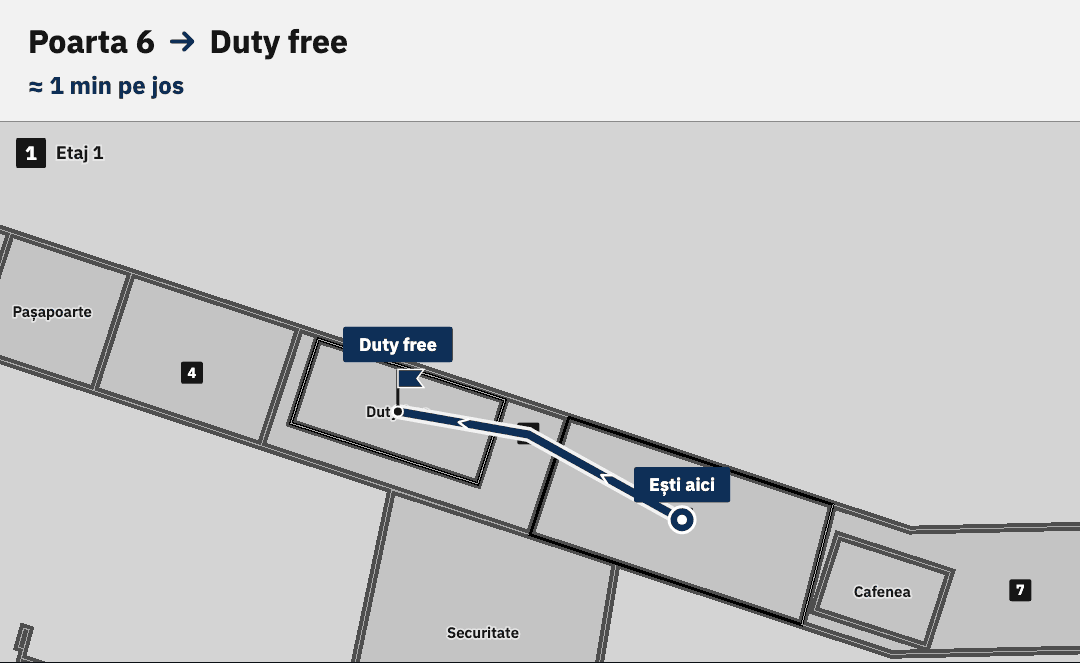 Poarta 6 → Duty free
≈ 1 min pe jos
1 Etaj 1
Pașapoarte
4
Duty free
Ești aici
Cafenea
7
Securitate